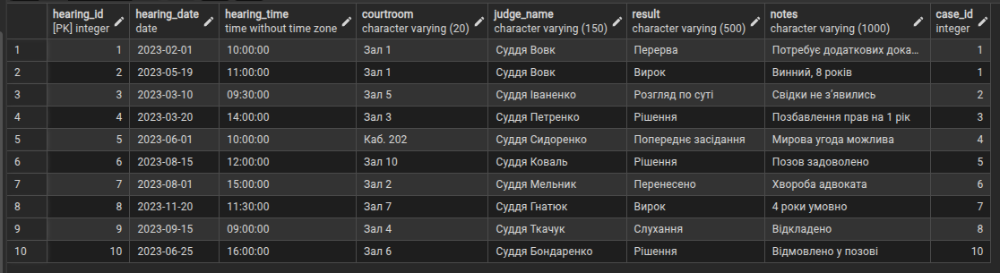 hearing_id hearing_date hearing_time courtroom judge_name result notes case_id
[PK] integer date time without time zone character varying (20) character varying (150) character varying (500) character varying (1000) integer
1 1 2023-02-01 10:00:00 Зал 1 Суддя Вовк Перерва Потребує додаткових дока... 1
2 2 2023-05-19 11:00:00 Зал 1 Суддя Вовк Вирок Винний, 8 років 1
3 3 2023-03-10 09:30:00 Зал 5 Суддя Іваненко Розгляд по суті Свідки не з'явились 2
4 4 2023-03-20 14:00:00 Зал 3 Суддя Петренко Рішення Позбавлення прав на 1 рік 3
5 5 2023-06-01 10:00:00 Каб. 202 Суддя Сидоренко Попереднє засідання Мирова угода можлива 4
6 6 2023-08-15 12:00:00 Зал 10 Суддя Коваль Рішення Позов задоволено 5
7 7 2023-08-01 15:00:00 Зал 2 Суддя Мельник Перенесено Хвороба адвоката 6
8 8 2023-11-20 11:30:00 Зал 7 Суддя Гнатюк Вирок 4 роки умовно 7
9 9 2023-09-15 09:00:00 Зал 4 Суддя Ткачук Слухання Відкладено 8
10 10 2023-06-25 16:00:00 Зал 6 Суддя Бондаренко Рішення Відмовлено у позові 10